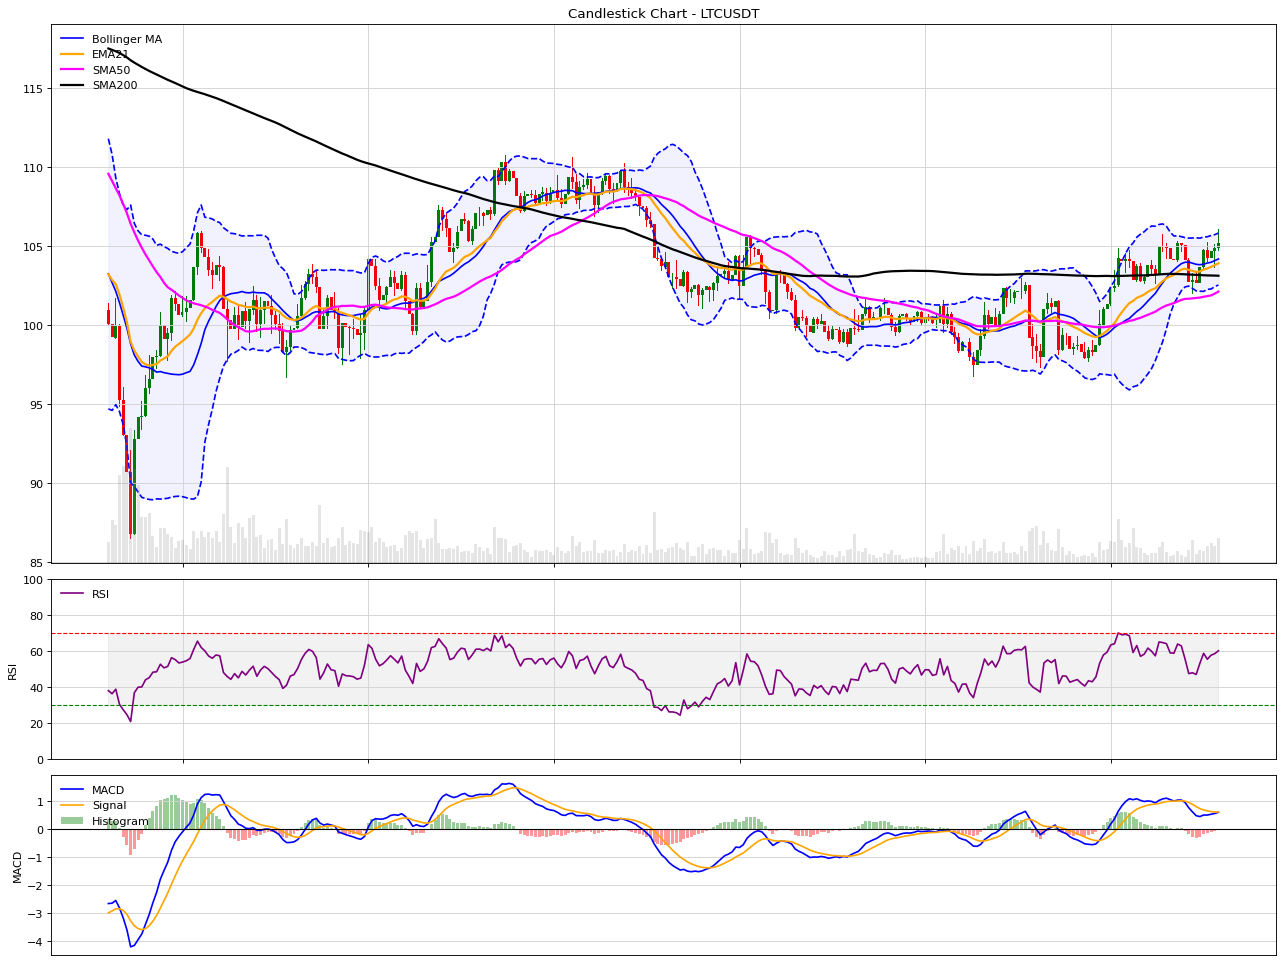 Candlestick Chart - LTCUSDT
Bollinger MA
EMA21
SMA50
SMA200
115
110
105
100
95
90
85
RSI
100
80
60
40
20
0
RSI
MACD
Signal
Histogram
1
0
−1
−2
−3
−4
MACD